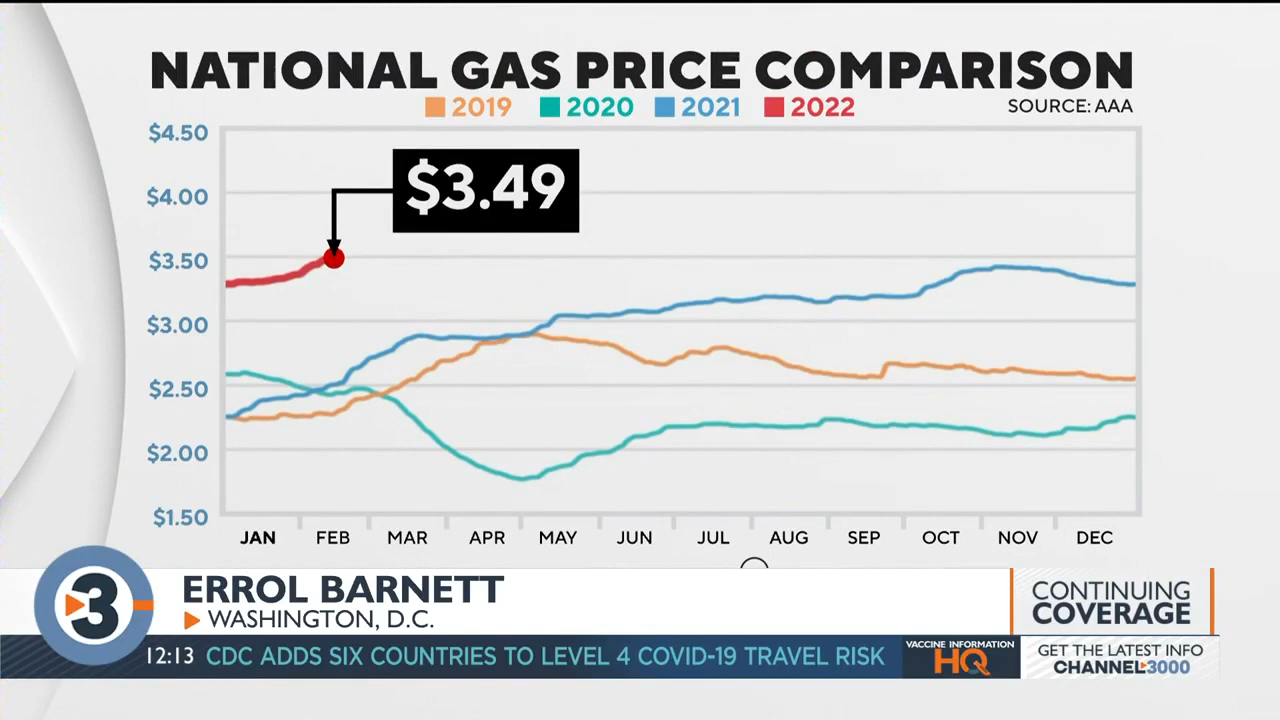 NATIONAL GAS PRICE COMPARISON
2019 2020 2021 2022
SOURCE: AAA
$4.50
$4.00
$3.50
$3.00
$2.50
$2.00
$1.50
$3.49
JAN FEB MAR APR MAY JUN JUL AUG SEP OCT NOV DEC
3
ERROL BARNETT
WASHINGTON, D.C.
CONTINUING
COVERAGE
12:13 CDC ADDS SIX COUNTRIES TO LEVEL 4 COVID-19 TRAVEL RISK
VACCINE INFORMATION
HQ
GET THE LATEST INFO
CHANNEL3000